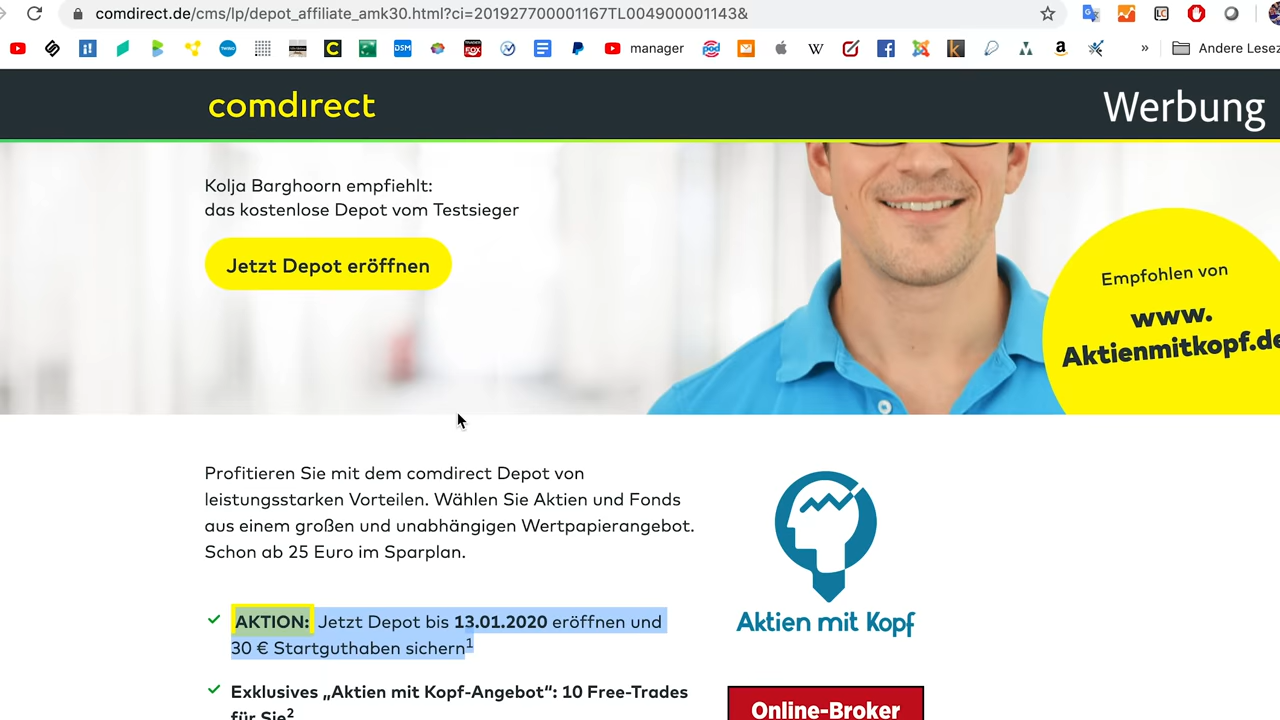 comdirect.de/cms/lp/depot_affiliate_amk30.html?ci=201927700001167TL004900001143&
manager
»
Andere Lesez
comdirect
Werbung
Kolja Barghoorn empfiehlt:
das kostenlose Depot vom Testsieger
Jetzt Depot eröffnen
Empfohlen von
www.
Aktienmitkopf.de
Profitieren Sie mit dem comdirect Depot von
leistungsstarken Vorteilen. Wählen Sie Aktien und Fonds
aus einem großen und unabhängigen Wertpapierangebot.
Schon ab 25 Euro im Sparplan.
AKTION: Jetzt Depot bis 13.01.2020 eröffnen und
30 € Startguthaben sichern1
Aktien mit Kopf
Exklusives „Aktien mit Kopf-Angebot“: 10 Free-Trades
für Sie2
Online-Broker